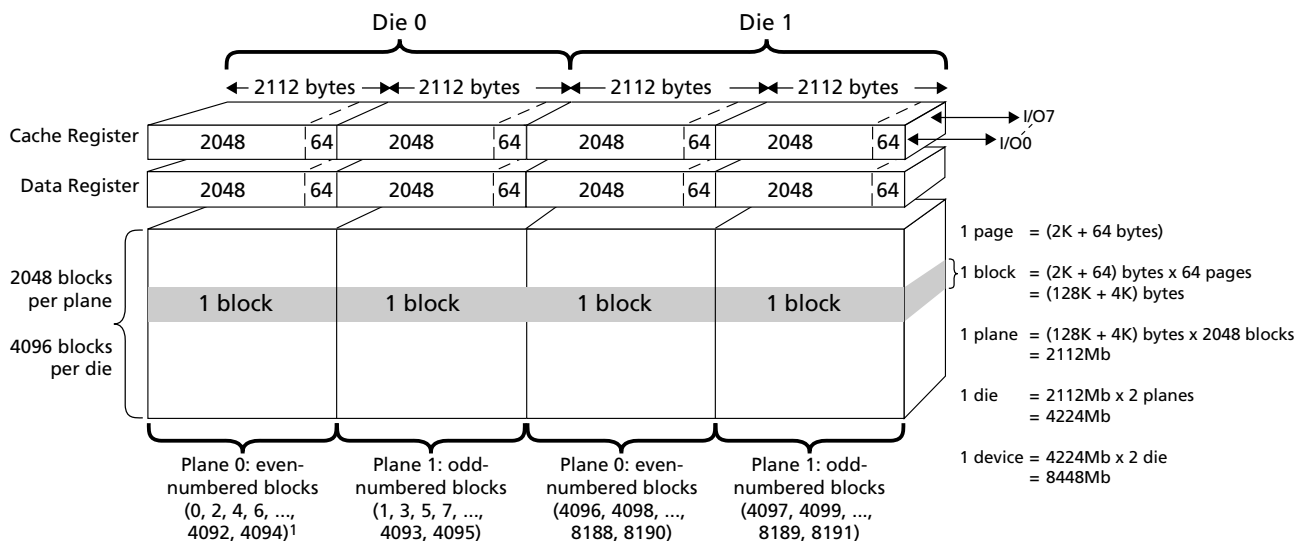 Die 0 Die 1
2112 bytes 2112 bytes 2112 bytes 2112 bytes
I/O7
Cache Register 2048 64 2048 64 2048 64 2048 64
I/O0
Data Register 2048 64 2048 64 2048 64 2048 64
1 page = (2K + 64 bytes)
2048 blocks
per plane
4096 blocks
per die
1 block 1 block 1 block 1 block
1 block = (2K + 64) bytes x 64 pages
= (128K + 4K) bytes
1 plane = (128K + 4K) bytes x 2048 blocks
= 2112Mb
1 die = 2112Mb x 2 planes
= 4224Mb
1 device = 4224Mb x 2 die
= 8448Mb
Plane 0: even-
numbered blocks
(0, 2, 4, 6, ...,
4092, 4094)1
Plane 1: odd-
numbered blocks
(1, 3, 5, 7, ...,
4093, 4095)
Plane 0: even-
numbered blocks
(4096, 4098, ...,
8188, 8190)
Plane 1: odd-
numbered blocks
(4097, 4099, ...,
8189, 8191)